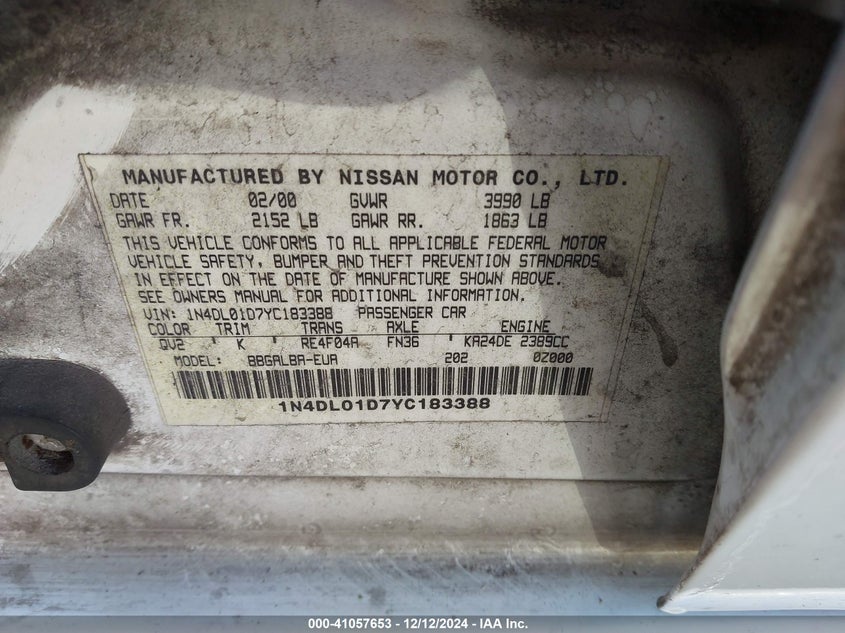 MANUFACTURED BY NISSAN MOTOR CO., LTD.
DATE 02/00 GVWR 3990 LB
GAWR FR. 2152 LB GAWR RR. 1863 LB
THIS VEHICLE CONFORMS TO ALL APPLICABLE FEDERAL MOTOR
VEHICLE SAFETY, BUMPER AND THEFT PREVENTION STANDARDS
IN EFFECT ON THE DATE OF MANUFACTURE SHOWN ABOVE.
SEE OWNERS MANUAL FOR ADDITIONAL INFORMATION.
VIN: 1N4DL01D7YC183388 PASSENGER CAR
COLOR TRIM TRANS AXLE ENGINE
QV2 K RE4F04A FN36 KA24DE 2389CC
MODEL: BBGALBA-EUA 202 0Z000
1N4DL01D7YC183388
000-41057653 - 12/12/2024 - IAA Inc.